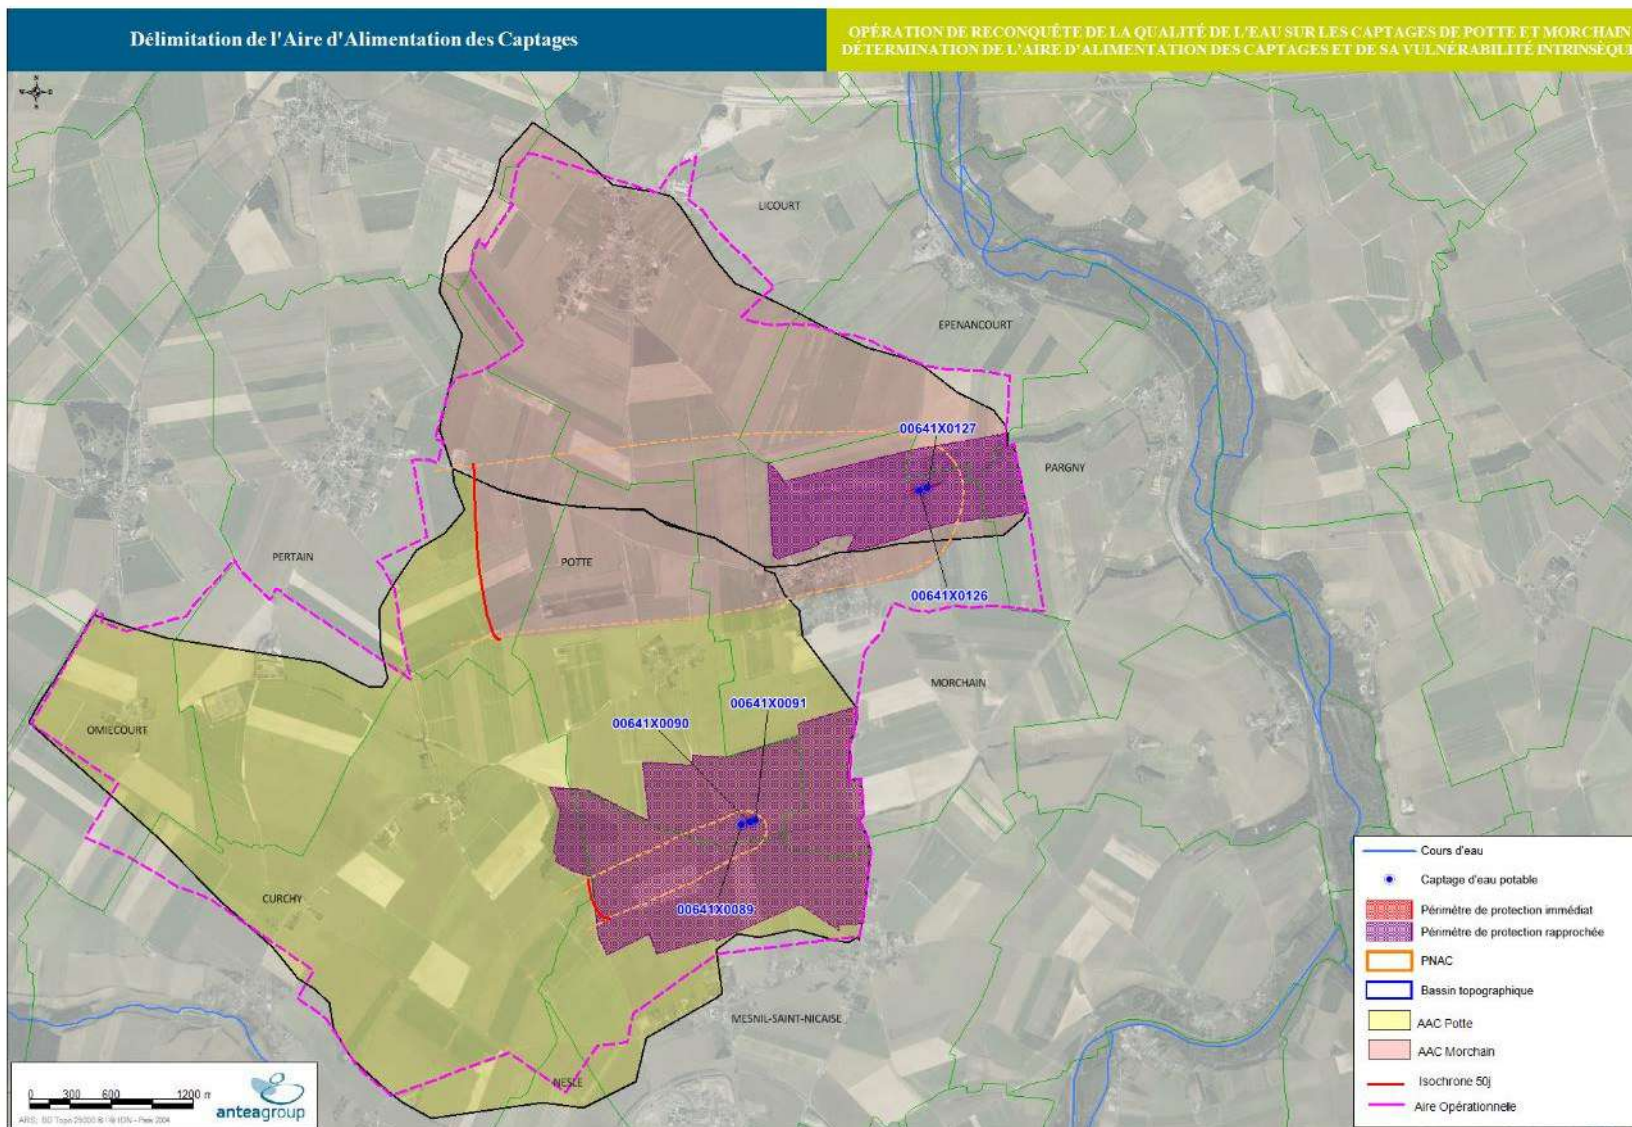 Délimitation de l'Aire d'Alimentation des Captages
OPÉRATION DE RECONQUÊTE DE LA QUALITÉ DE L'EAU SUR LES CAPTAGES DE POTTE ET MORCHAIN
DÉTERMINATION DE L'AIRE D'ALIMENTATION DES CAPTAGES ET DE SA VULNÉRABILITÉ INTRINSÈQUE
LICOURT
EPENANCOURT
00641X0127
PARGNY
PERTAIN
POTTE
00641X0126
MORCHAIN
00641X0091
00641X0090
OMIECOURT
CURCHY
00641X0089
MESNIL-SAINT-NICAISE
NESLE
Cours d'eau
Captage d'eau potable
Périmètre de protection immédiat
Périmètre de protection rapprochée
PNAC
Bassin topographique
AAC Potte
AAC Morchain
Isochrone 50j
Aire Opérationnelle
0 300 600 1200 m
anteagroup